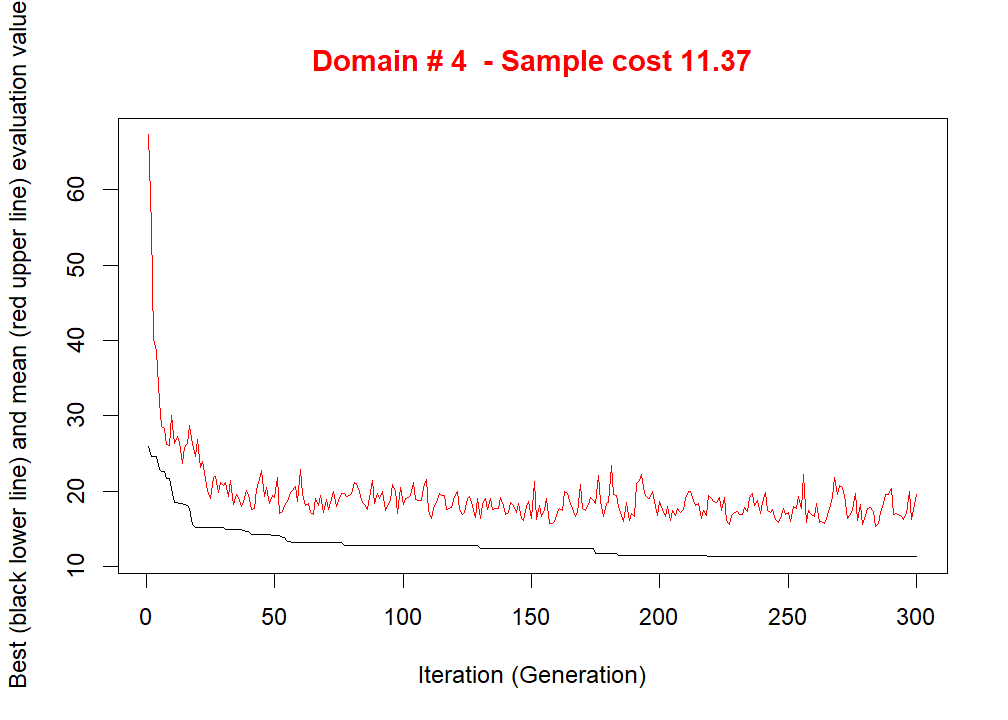 Domain # 4  - Sample cost 11.37
Best (black lower line) and mean (red upper line) evaluation value
60
50
40
30
20
10
0 50 100 150 200 250 300
Iteration (Generation)